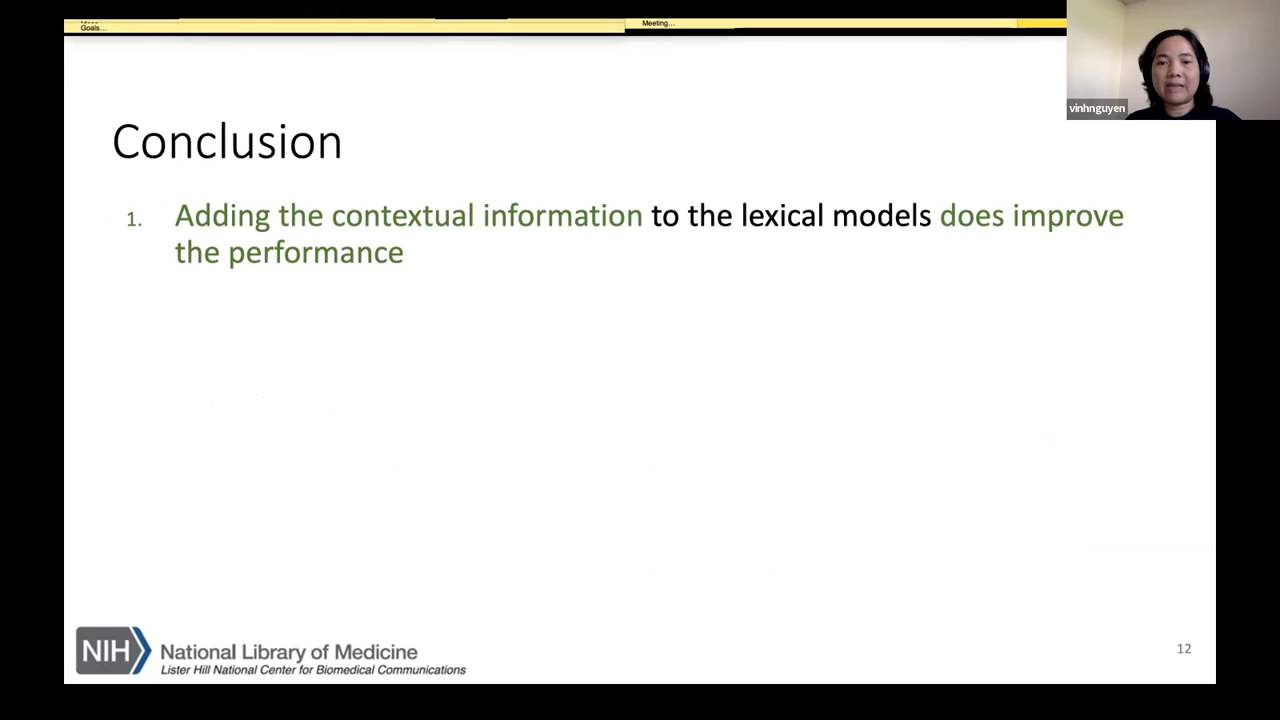 Goals...
Meeting...
vinhnguyen
Conclusion
1. Adding the contextual information to the lexical models does improve
the performance
NIH National Library of Medicine
Lister Hill National Center for Biomedical Communications
12